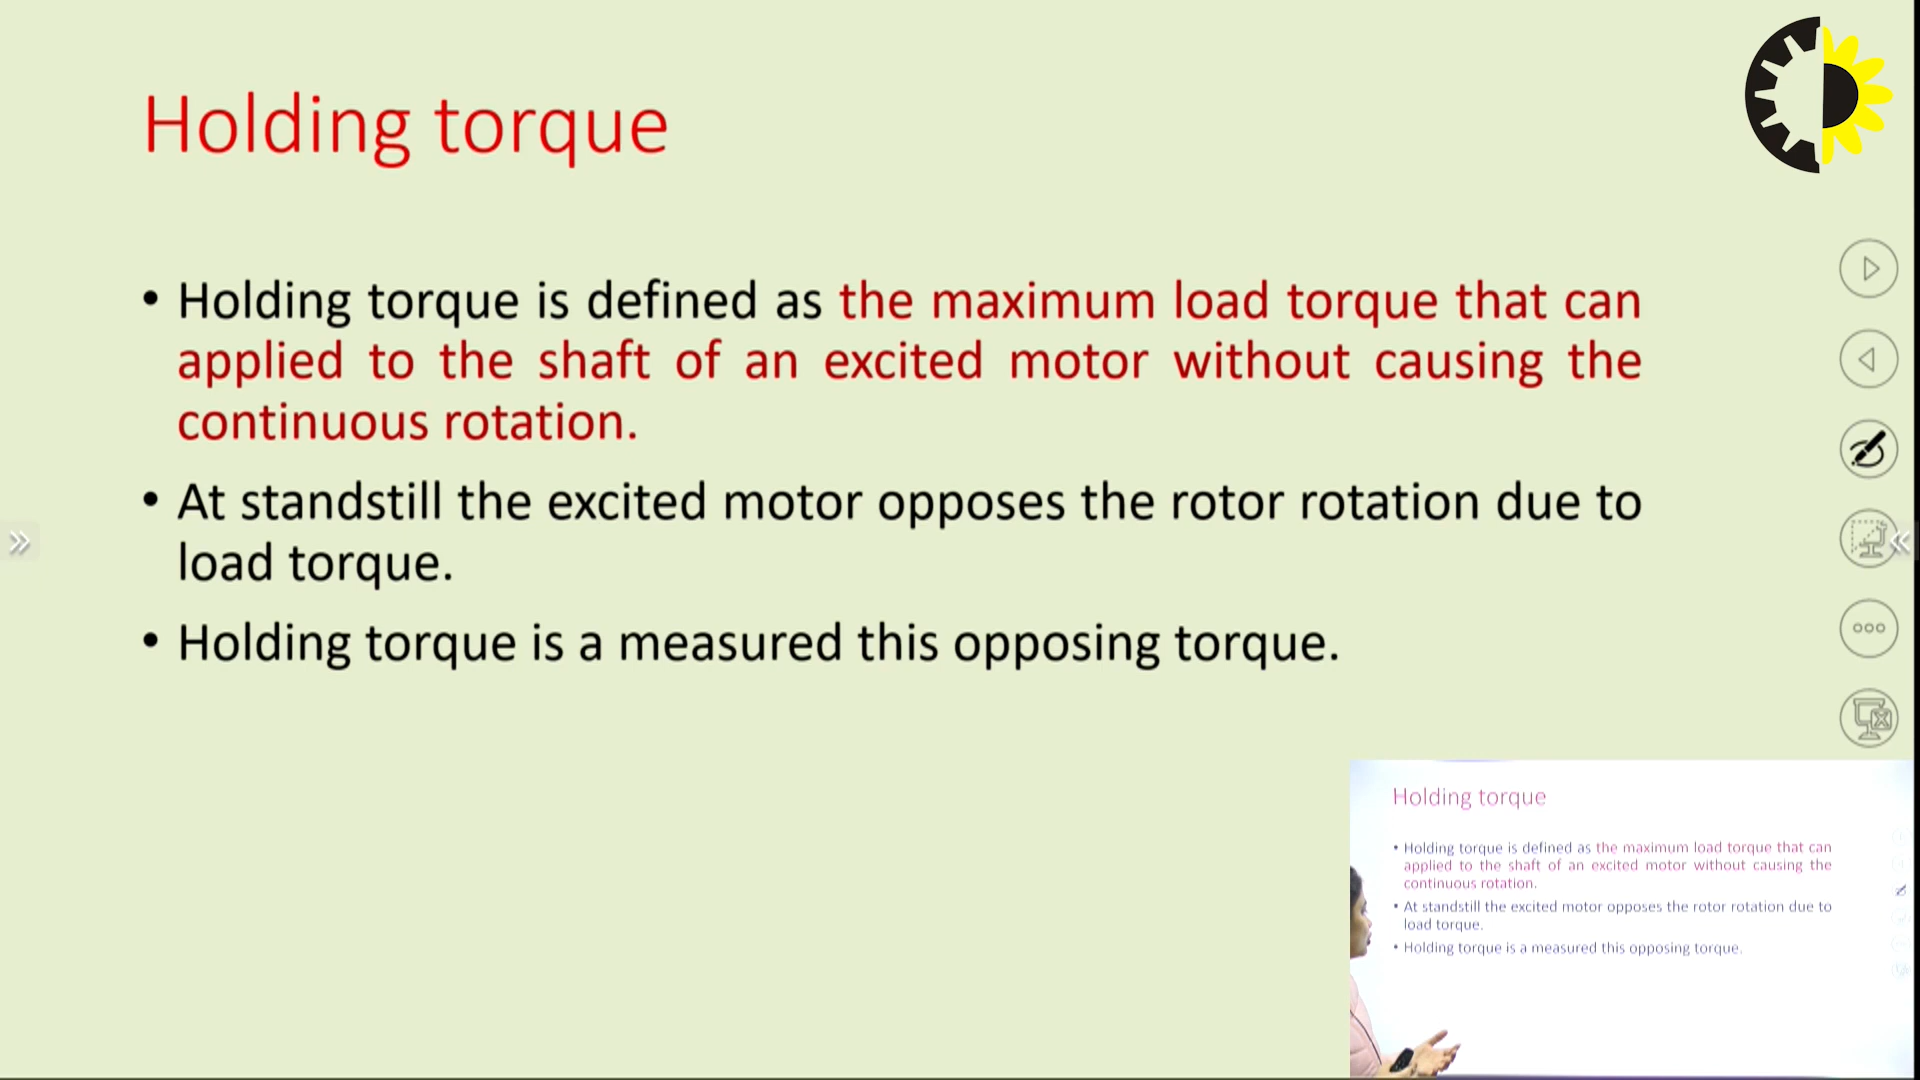 Holding torque
• Holding torque is defined as the maximum load torque that can
applied to the shaft of an excited motor without causing the
continuous rotation.
• At standstill the excited motor opposes the rotor rotation due to
load torque.
• Holding torque is a measured this opposing torque.
Holding torque
• Holding torque is defined as the maximum load torque that can
applied to the shaft of an excited motor without causing the
continuous rotation.
• At standstill the excited motor opposes the rotor rotation due to
load torque.
• Holding torque is a measured this opposing torque.